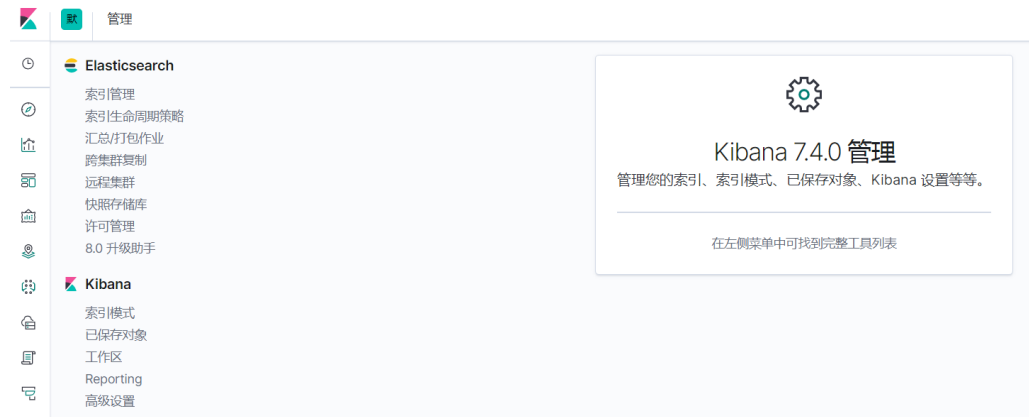 默 管理
Elasticsearch
索引管理
索引生命周期策略
汇总/打包作业
跨集群复制
远程集群
快照存储库
许可管理
8.0 升级助手
Kibana
索引模式
已保存对象
工作区
Reporting
高级设置
Kibana 7.4.0 管理
管理您的索引、索引模式、已保存对象、Kibana 设置等等。
在左侧菜单中可找到完整工具列表